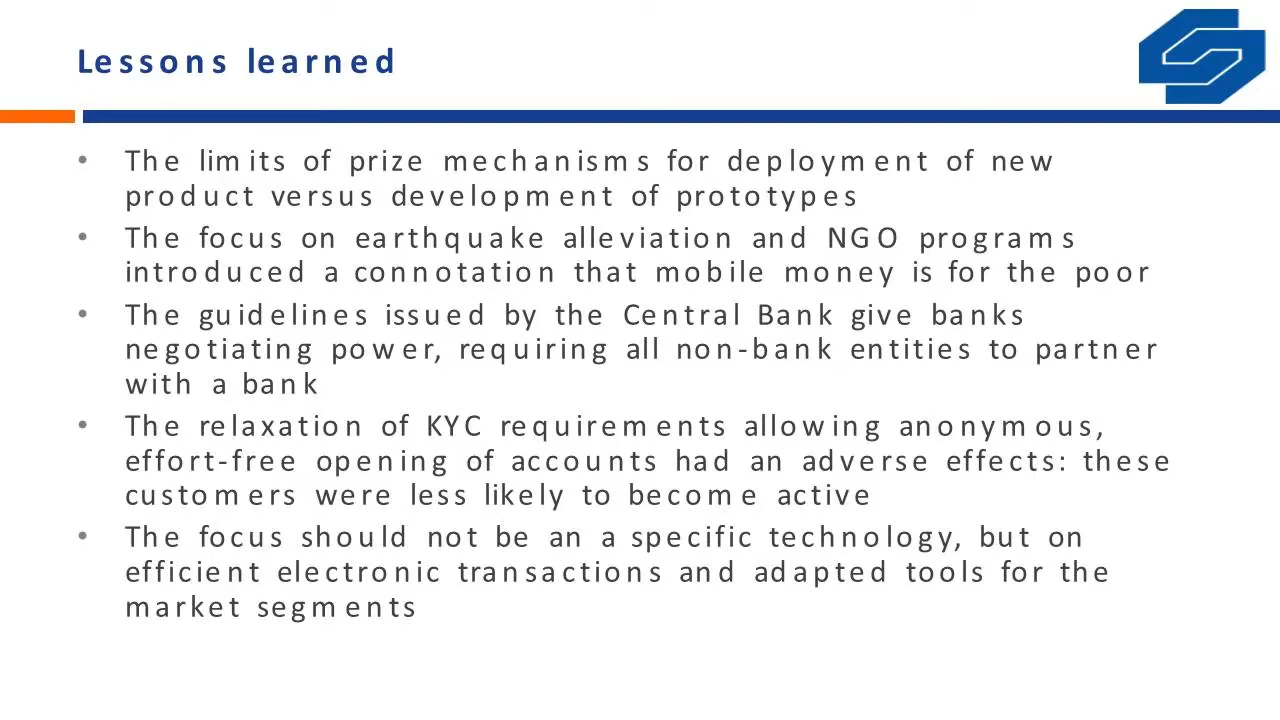 Lessons learned
• The limits of prize mechanisms for deployment of new
product versus development of prototypes
• The focus on earthquake alleviation and NGO programs
introduced a connotation that mobile money is for the poor
• The guidelines issued by the Central Bank give banks
negotiating power, requiring all non-bank entities to partner
with a bank
• The relaxation of KYC requirements allowing anonymous,
effort-free opening of accounts had an adverse effects: these
customers were less likely to become active
• The focus should not be an a specific technology, but on
efficient electronic transactions and adapted tools for the
market segments